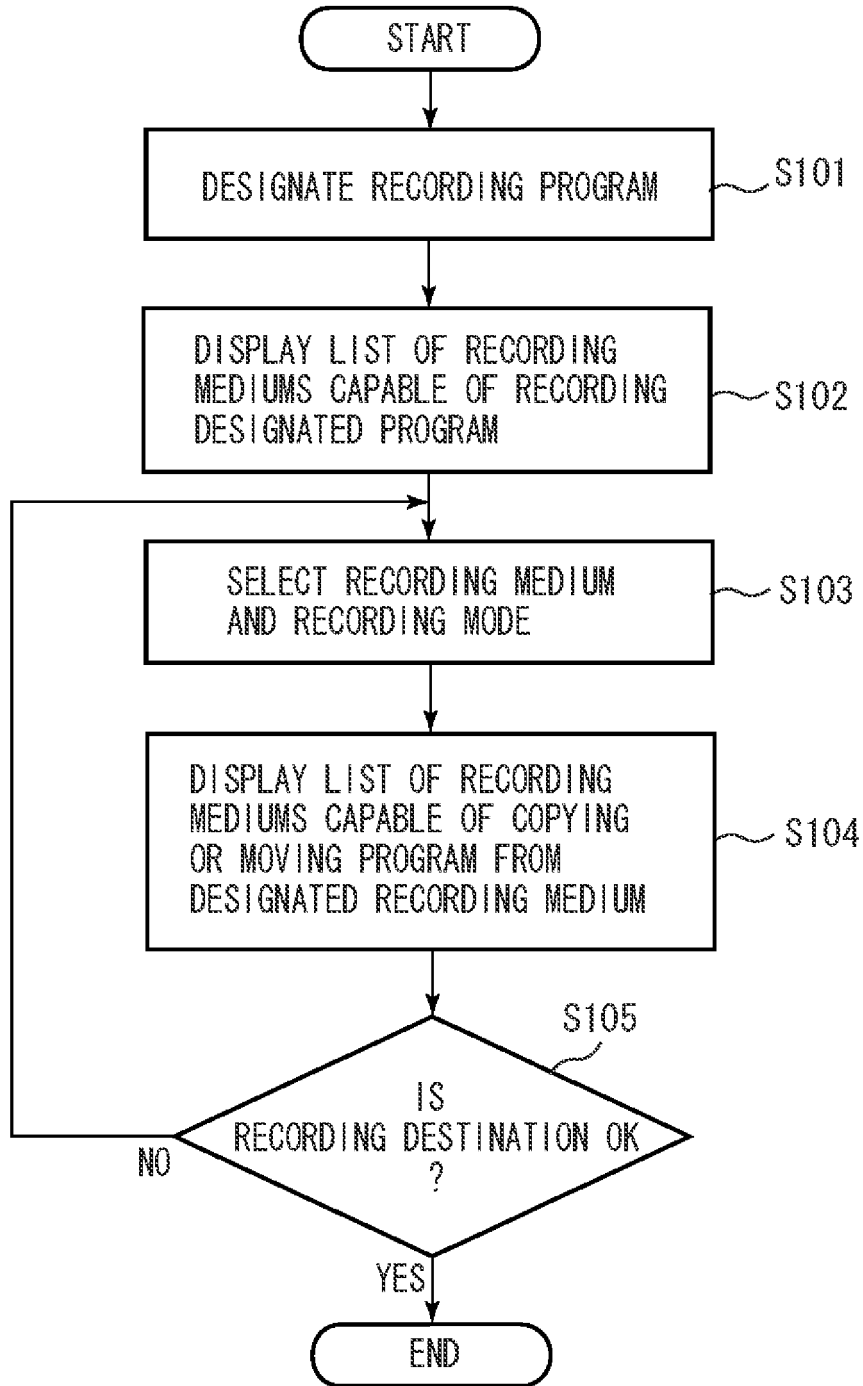 START
DESIGNATE RECORDING PROGRAM
S101
DISPLAY LIST OF RECORDING
MEDIUMS CAPABLE OF RECORDING
DESIGNATED PROGRAM
S102
SELECT RECORDING MEDIUM
AND RECORDING MODE
S103
DISPLAY LIST OF RECORDING
MEDIUMS CAPABLE OF COPYING
OR MOVING PROGRAM FROM
DESIGNATED RECORDING MEDIUM
S104
S105
IS
RECORDING DESTINATION OK
?
NO
YES
END